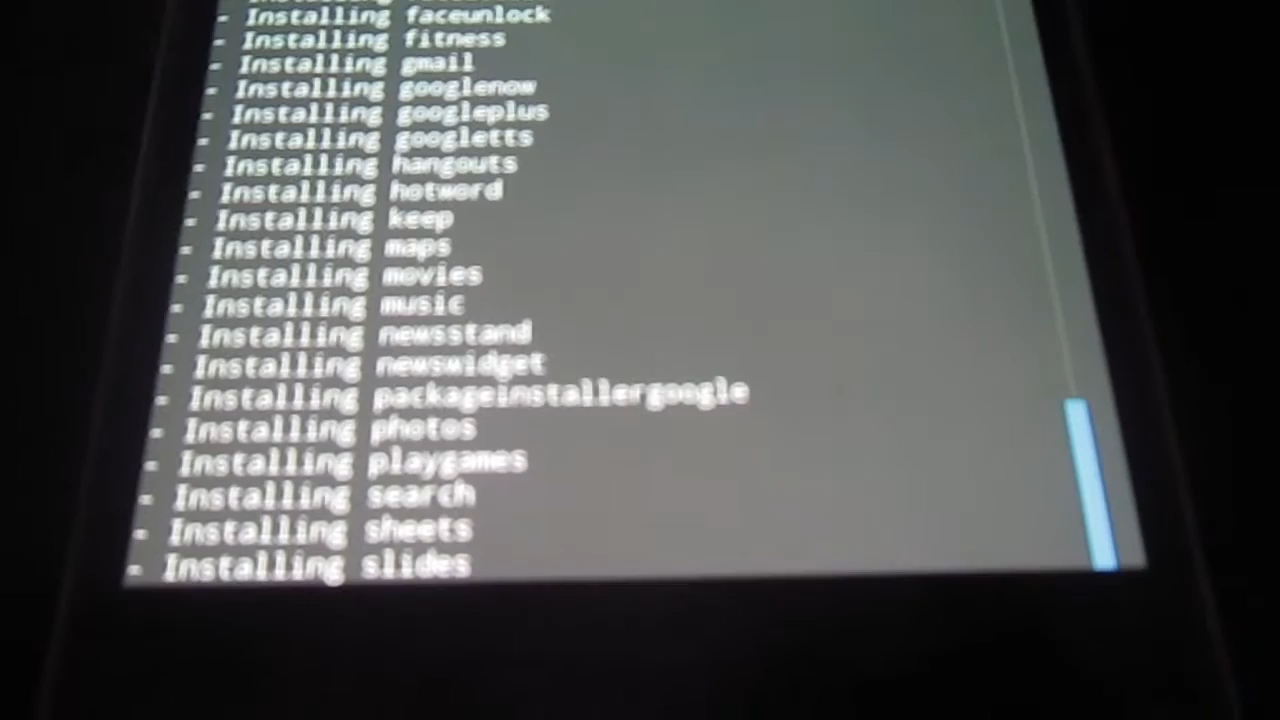 - Installing faceunlock
- Installing fitness
- Installing gmail
- Installing googlenow
- Installing googleplus
- Installing googletts
- Installing hangouts
- Installing hotword
- Installing keep
- Installing maps
- Installing movies
- Installing music
- Installing newsstand
- Installing newswidget
- Installing packageinstallergoogle
- Installing photos
- Installing playgames
- Installing search
- Installing sheets
- Installing slides